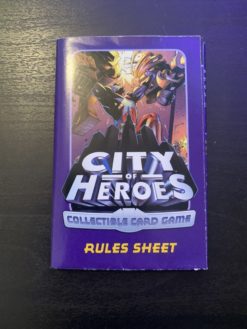 CITY
OF
HEROES
COLLECTIBLE CARD GAME
RULES SHEET